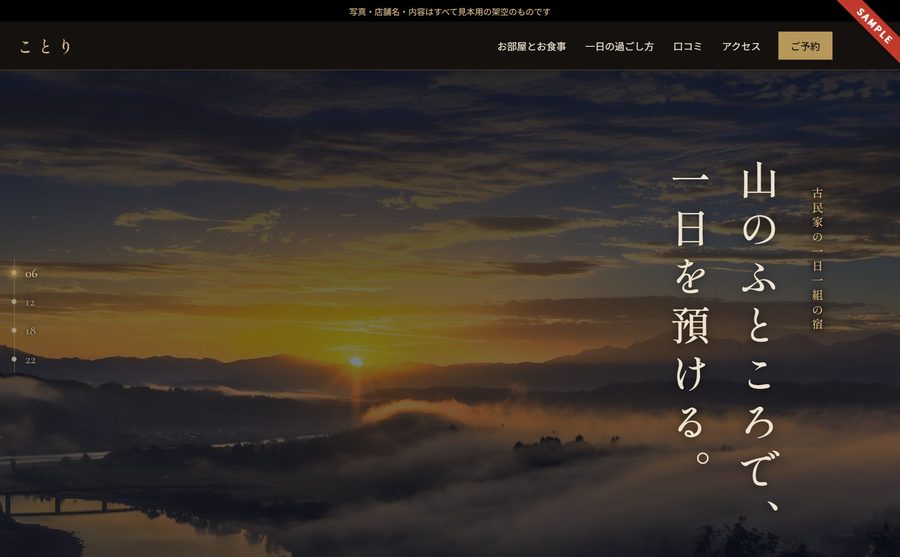 写真・店舗名・内容はすべて見本用の架空のものです
SAMPLE
ことり
お部屋とお食事
一日の過ごし方
口コミ
アクセス
ご予約
古民家の一日一組の宿
山のふところで、
一日を預ける。
06
12
18
22